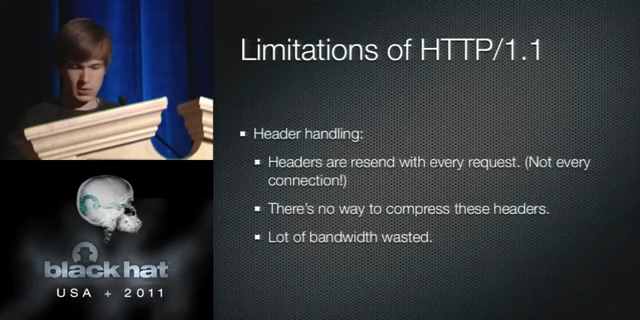 Limitations of HTTP/1.1
Header handling:
Headers are resend with every request. (Not every
connection!)
There's no way to compress these headers.
Lot of bandwidth wasted.
black hat
USA + 2011